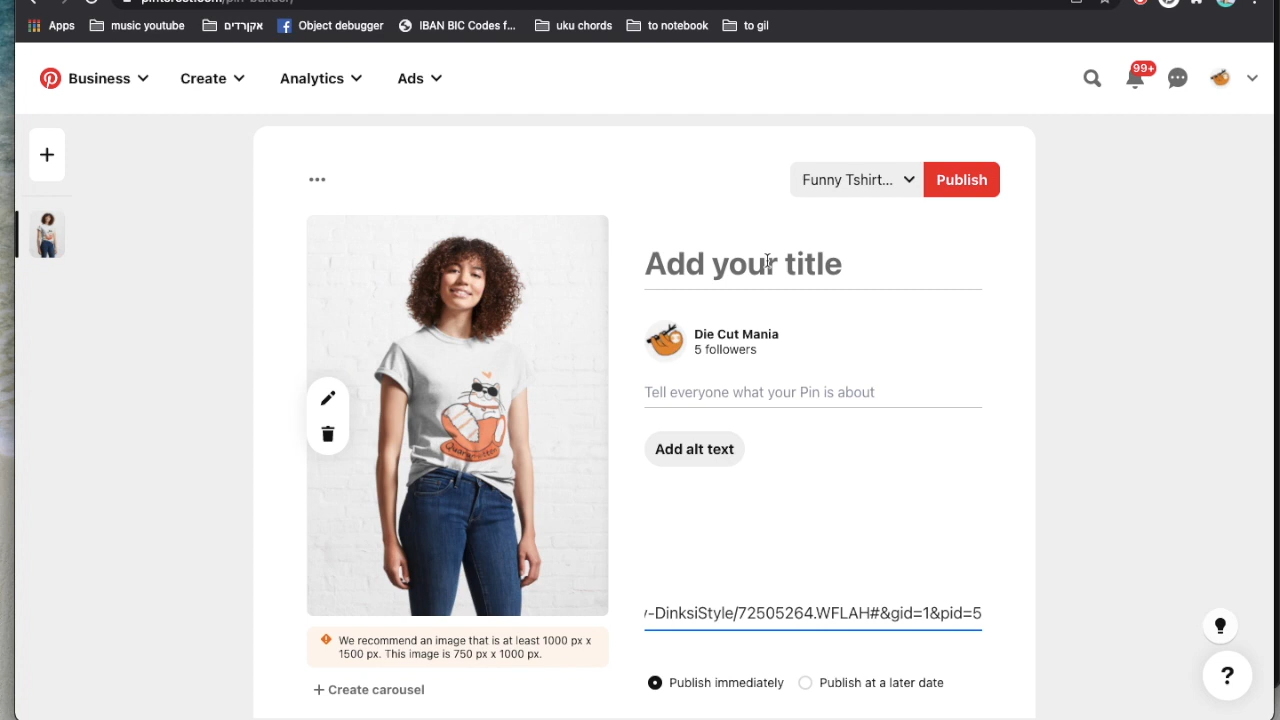 Apps
music youtube
אקורדים
Object debugger
IBAN BIC Codes f...
uku chords
to notebook
to gil
Business
Create
Analytics
Ads
99+
Funny Tshirt...
Publish
Add your title
Die Cut Mania
5 followers
Tell everyone what your Pin is about
Add alt text
-DinksiStyle/72505264.WFLAH#&gid=1&pid=5
We recommend an image that is at least 1000 px x
1500 px. This image is 750 px x 1000 px.
+ Create carousel
Publish immediately
Publish at a later date
?